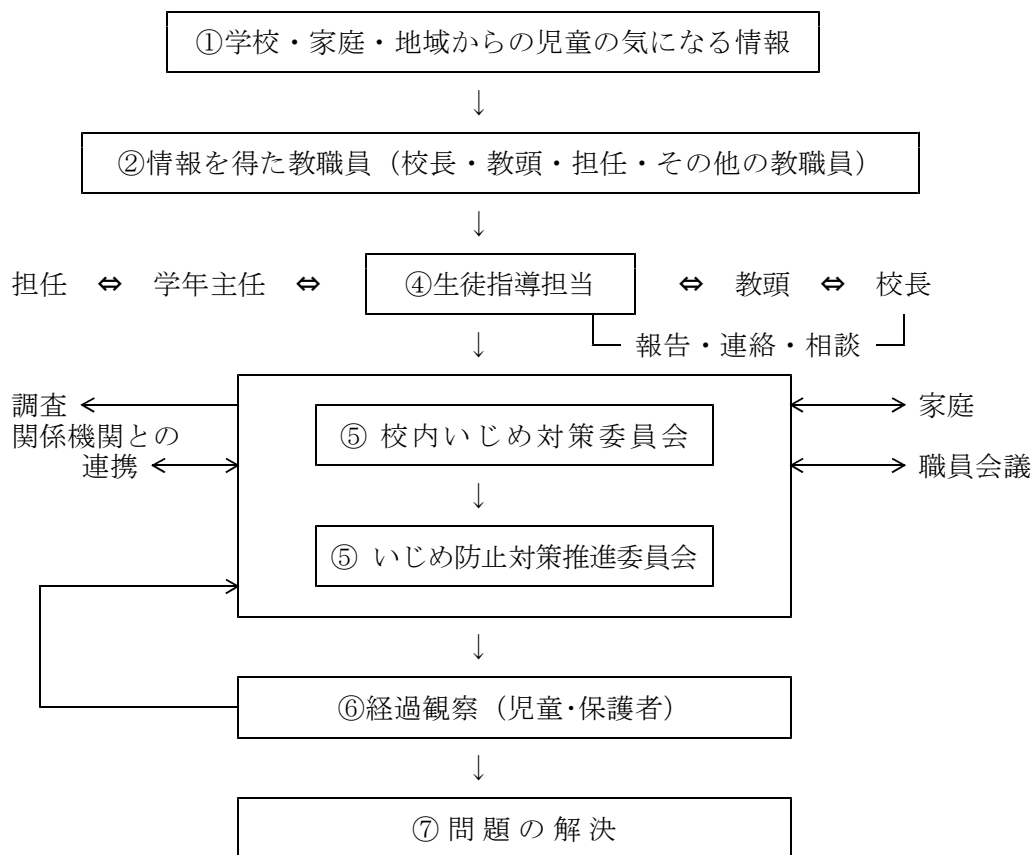 ①学校・家庭・地域からの児童の気になる情報
↓
②情報を得た教職員（校長・教頭・担任・その他の教職員）
↓
担任 ⇔ 学年主任 ⇔ ④生徒指導担当 ⇔ 教頭 ⇔ 校長
↓ 報告・連絡・相談
調査
家庭
関係機関との
連携
⑤ 校内いじめ対策委員会
職員会議
↓
⑤ いじめ防止対策推進委員会
↓
⑥経過観察（児童・保護者）
↓
⑦問題の解決